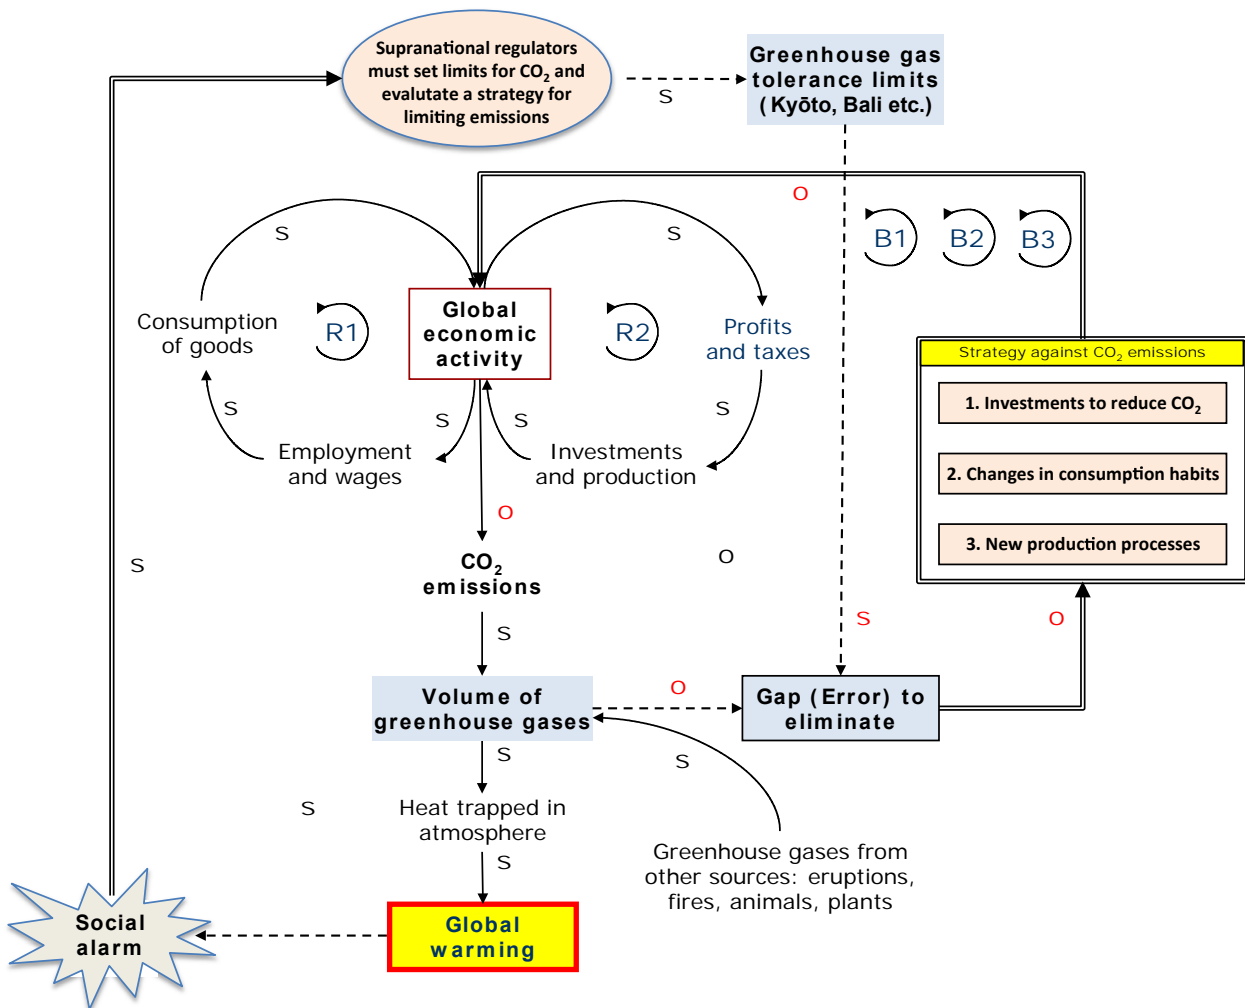 Supranational regulators
must set limits for CO₂ and
evalutate a strategy for
limiting emissions
S
Greenhouse gas
tolerance limits
( Kyōto, Bali etc.)
O
S
S
B1
B2
B3
Consumption
of goods
R1
Global
economic
activity
R2
Profits
and taxes
Strategy against CO₂ emissions
1. Investments to reduce CO₂
2. Changes in consumption habits
3. New production processes
S
S
S
S
Employment
and wages
Investments
and production
O
S
CO₂
emissions
O
S
S
O
Volume of
greenhouse gases
O
Gap (Error) to
eliminate
S
S
S
Heat trapped in
atmosphere
S
Greenhouse gases from
other sources: eruptions,
fires, animals, plants
Social
alarm
Global
warming